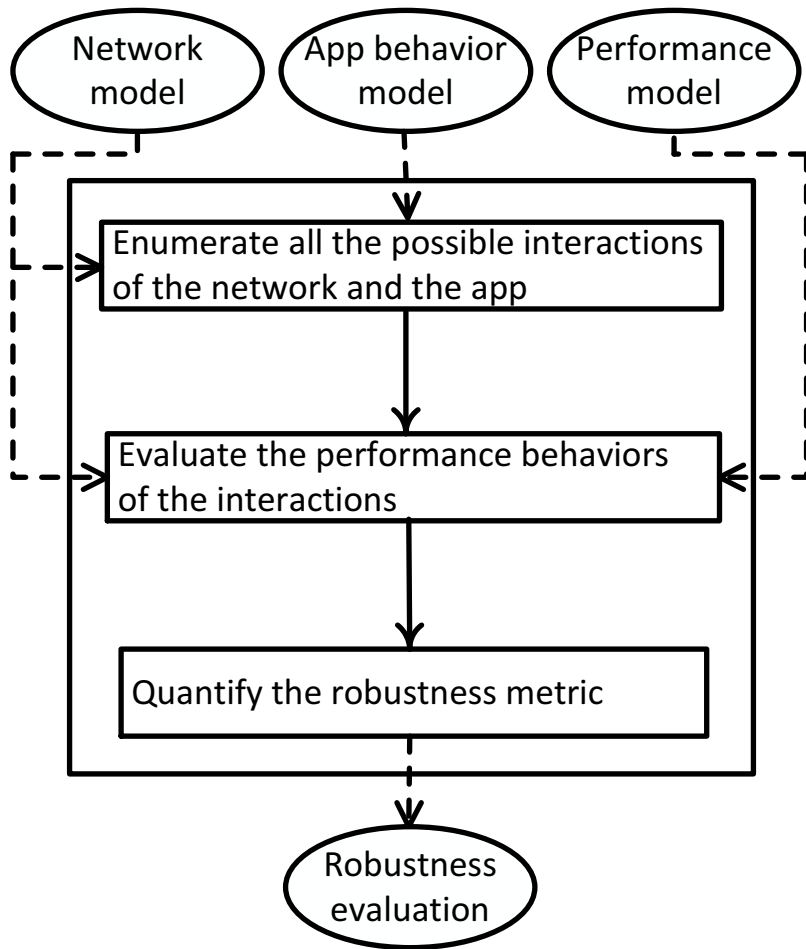 Network
model
App behavior
model
Performance
model
Enumerate all the possible interactions
of the network and the app
Evaluate the performance behaviors
of the interactions
Quantify the robustness metric
Robustness
evaluation